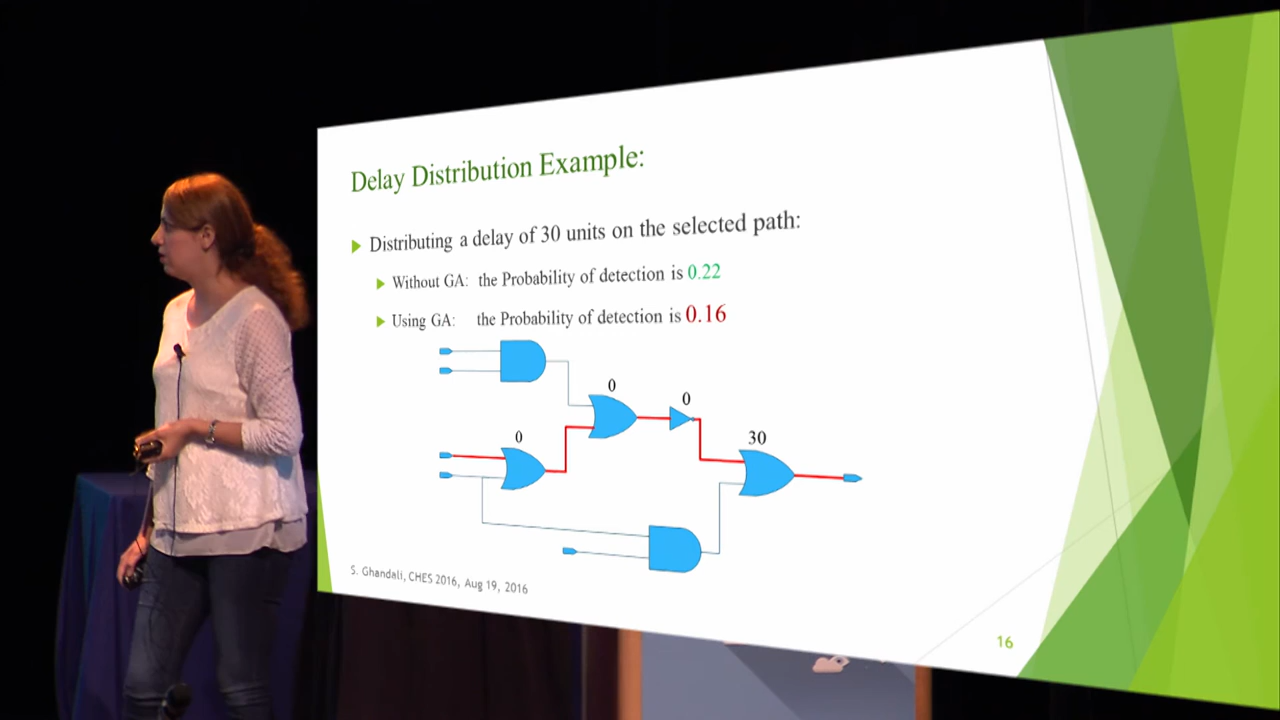 Delay Distribution Example:
Distributing a delay of 30 units on the selected path:
Without GA: the Probability of detection is 0.22
Using GA: the Probability of detection is 0.16
0
0
0
30
S. Ghandali, CHES 2016, Aug 19, 2016
16